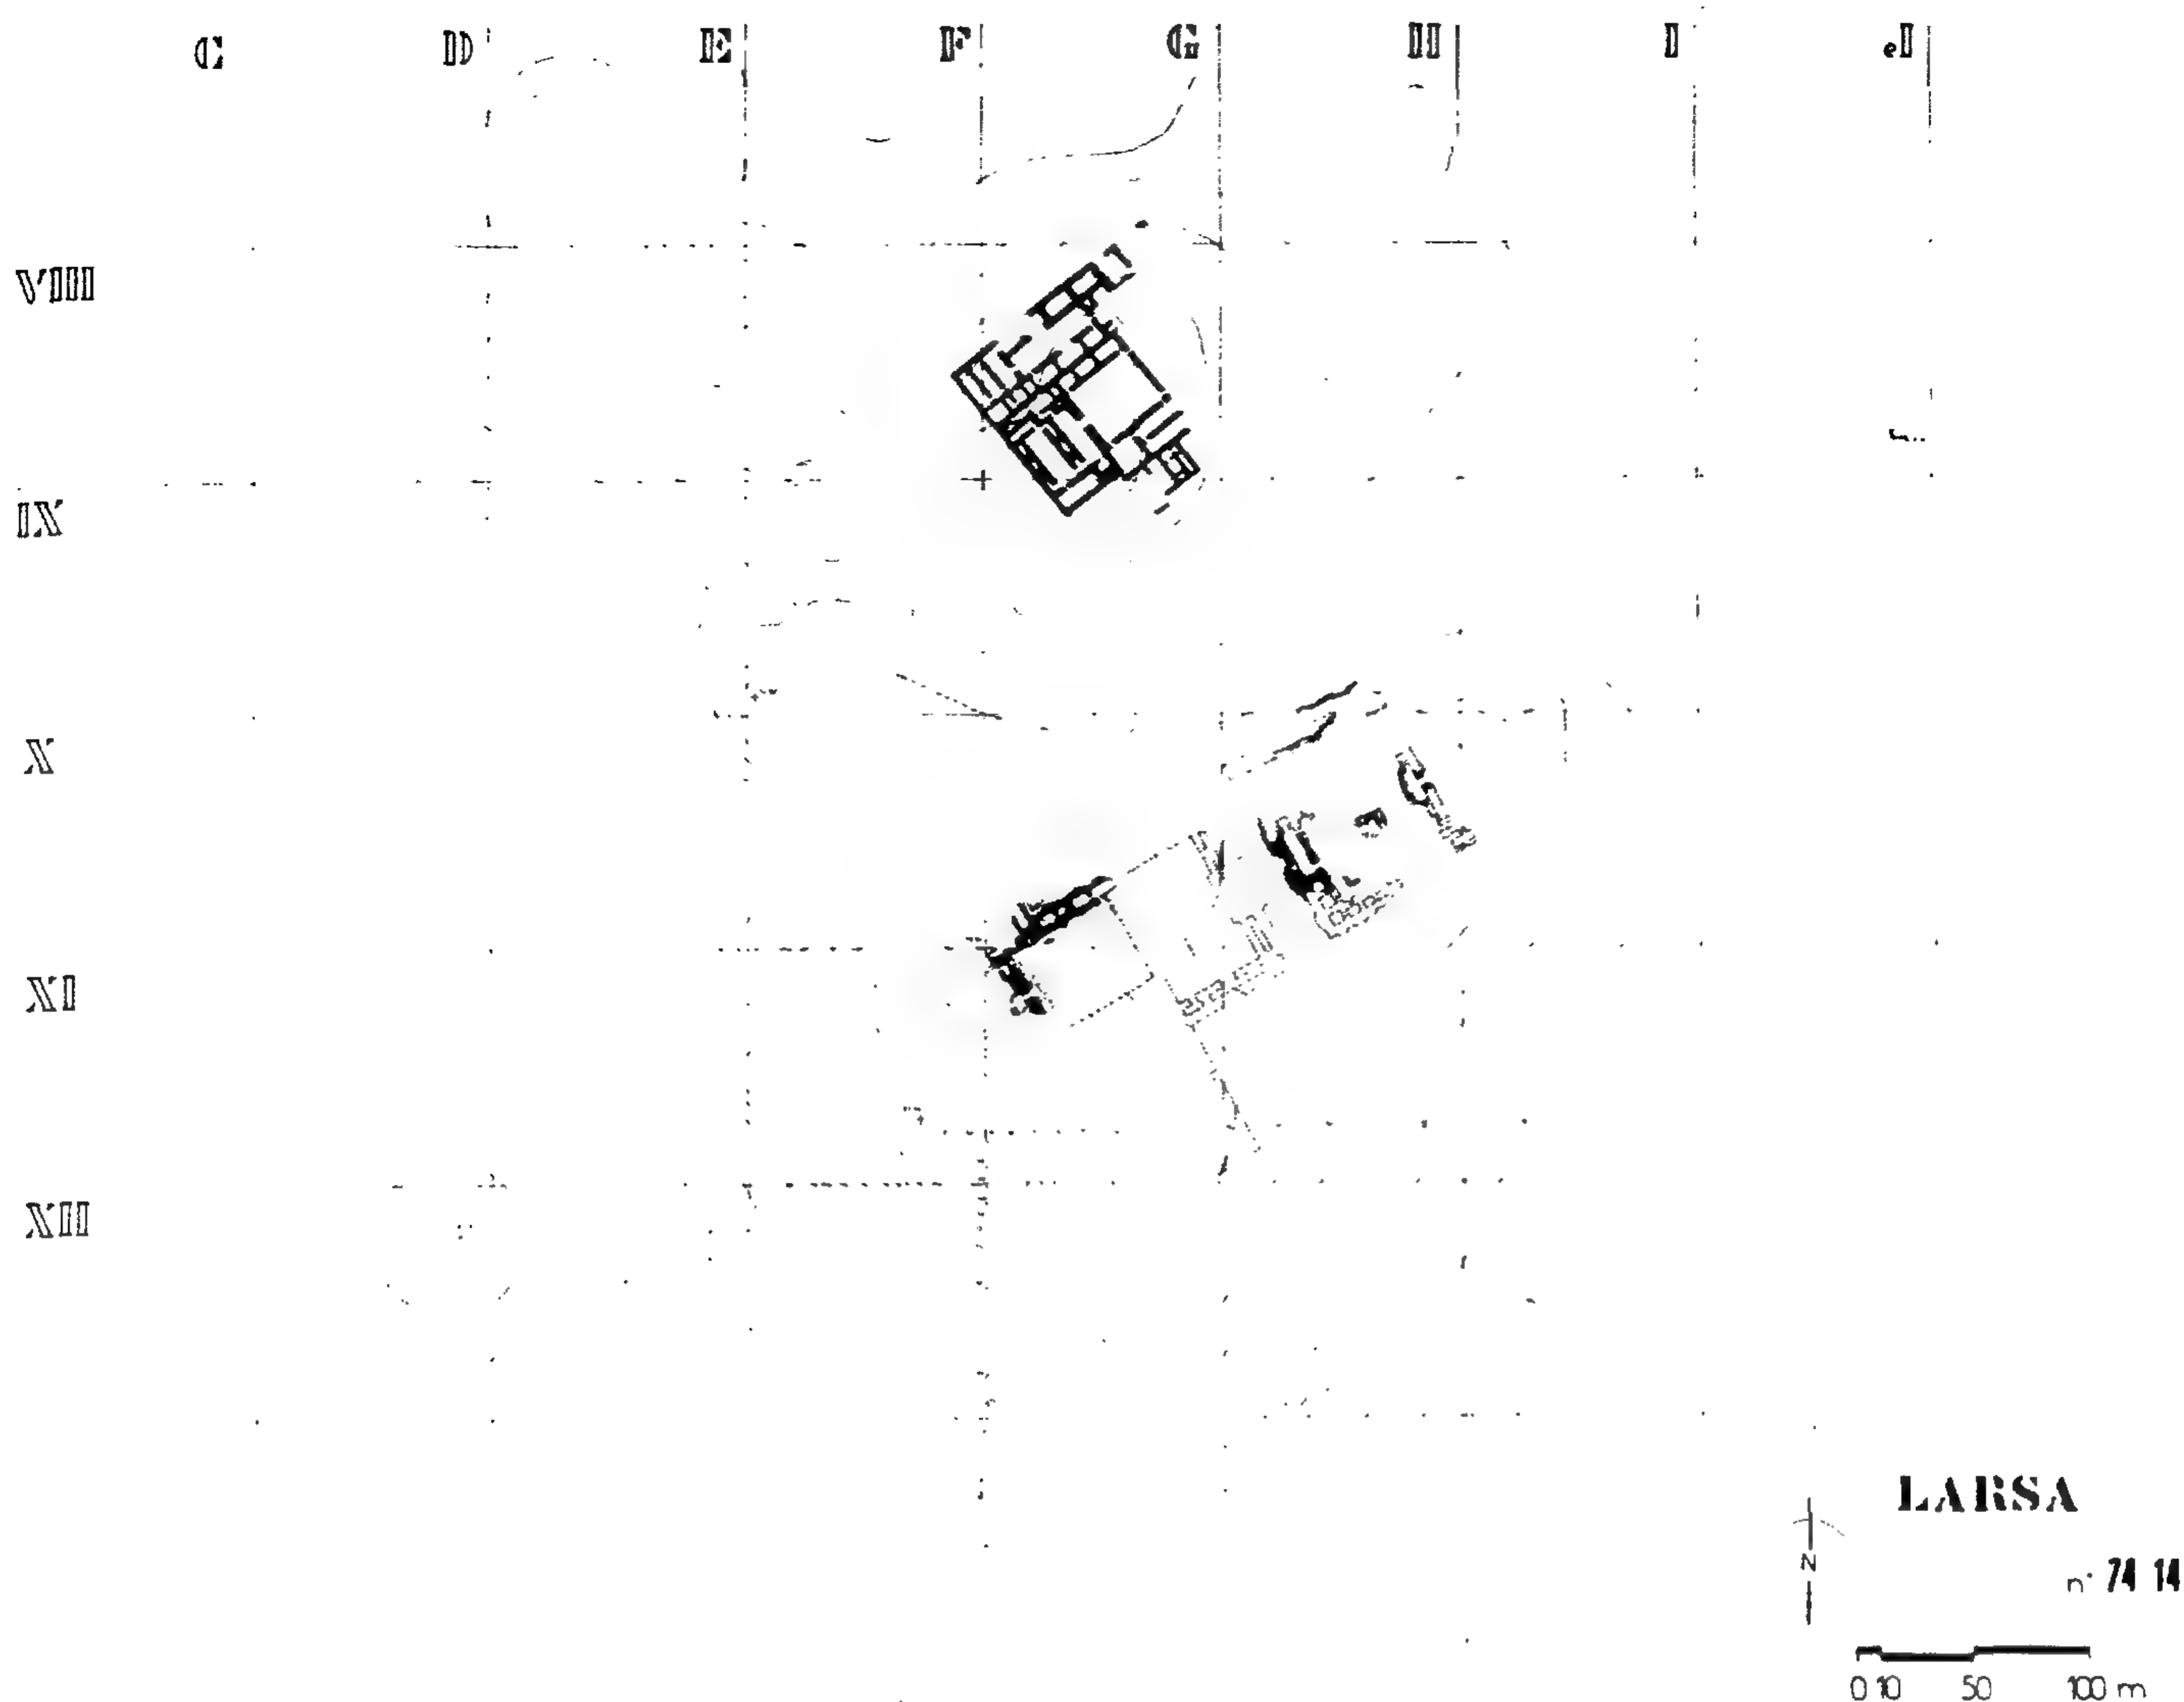 C D E F G H I J
VIII
IX
X
XI
XII
LARSA
N
n° 74 14
0 10 50 100 m